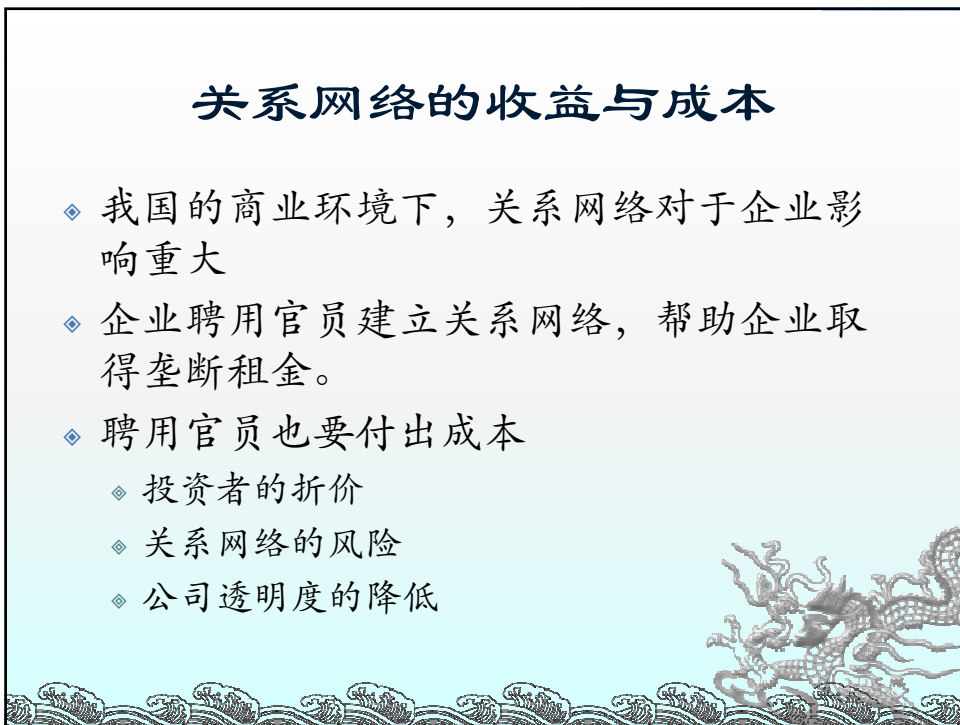 关系网络的收益与成本
我国的商业环境下，关系网络对于企业影
响重大
企业聘用官员建立关系网络，帮助企业取
得垄断租金。
聘用官员也要付出成本
投资者的折价
关系网络的风险
公司透明度的降低